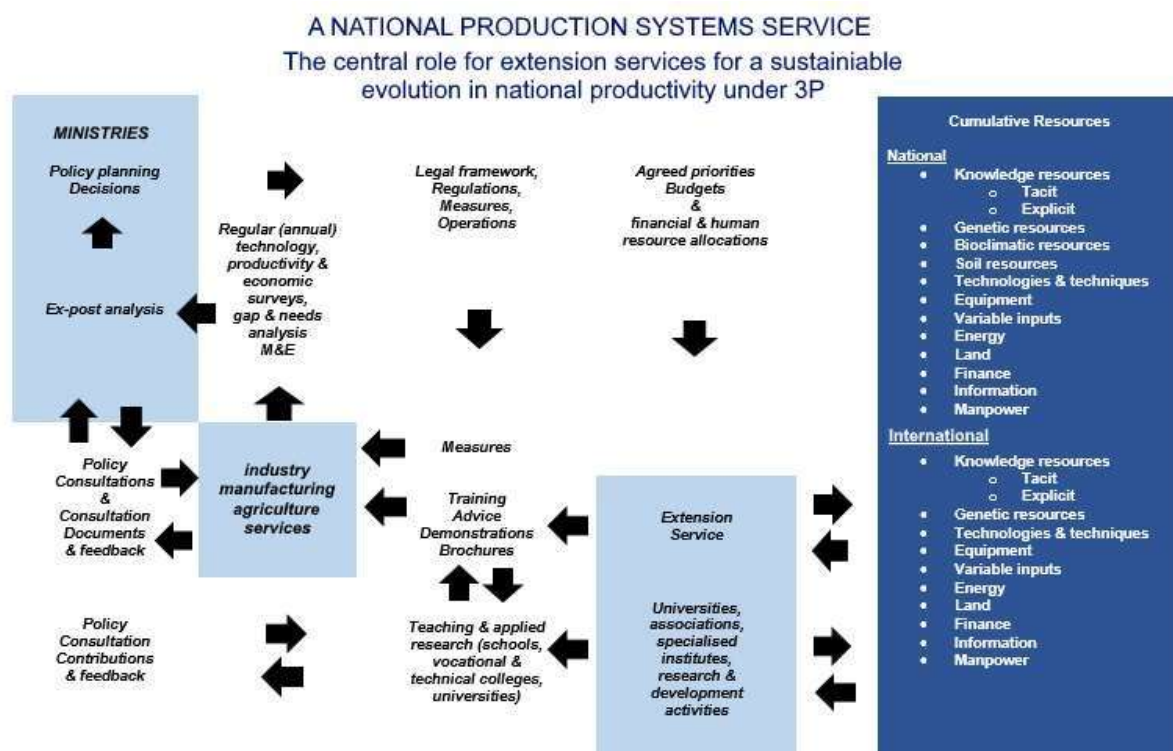 A NATIONAL PRODUCTION SYSTEMS SERVICE
The central role for extension services for a sustainiable
evolution in national productivity under 3P
MINISTRIES
Policy planning
Decisions
Ex-post analysis
Regular (annual)
technology,
productivity &
economic
surveys,
gap & needs
analysis
M&E
Legal framework,
Regulations,
Measures,
Operations
Agreed priorities
Budgets
&
financial & human
resource allocations
Policy
Consultations
&
Consultation
Documents
& feedback
industry
manufacturing
agriculture
services
Measures
Training
Advice
Demonstrations
Brochures
Extension
Service
Policy
Consultation
Contributions
& feedback
Teaching & applied
research (schools,
vocational &
technical colleges,
universities)
Universities,
associations,
specialised
institutes,
research &
development
activities
Cumulative Resources
National
• Knowledge resources
o Tacit
o Explicit
• Genetic resources
• Bioclimatic resources
• Soil resources
• Technologies & techniques
• Equipment
• Variable inputs
• Energy
• Land
• Finance
• Information
• Manpower
International
• Knowledge resources
o Tacit
o Explicit
• Genetic resources
• Technologies & techniques
• Equipment
• Variable inputs
• Energy
• Land
• Finance
• Information
• Manpower